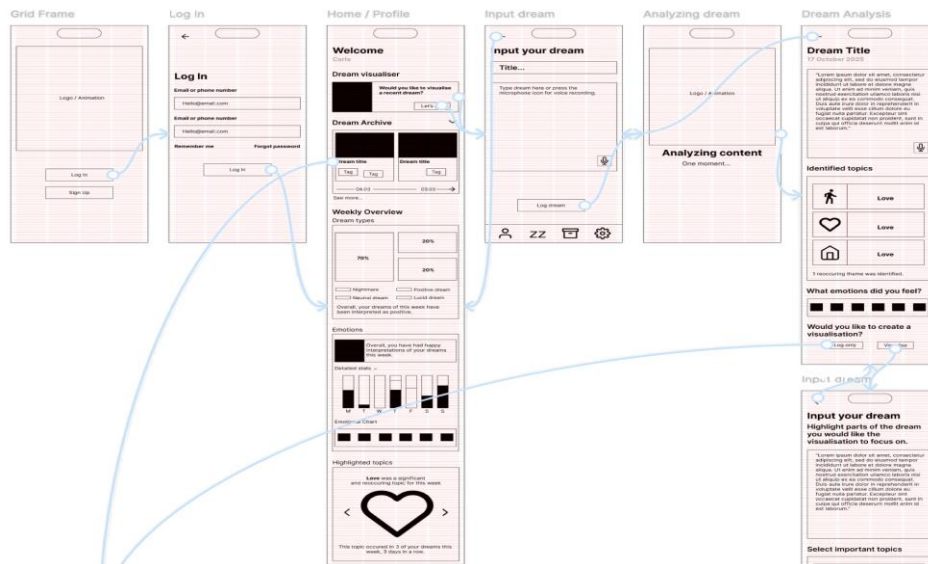 Grid Frame
Logo / Animation
Log In
Sign Up
Log In
Log In
Email or phone number
Hello@email.com
Email or phone number
Hello@email.com
Remember me
Forgot password
Log In
Home / Profile
Welcome
Dream visualiser
Would you like to visualise
a recent dream?
Dream Archive
Dream title
Dream title
Tag
Tag
Tag
See more...
Weekly Overview
Dream types
20%
20%
Nightmare
Positive dream
Neutral dream
Lucid dream
Overall, your dreams of this week have
been interpreted as positive.
Emotions
Overall, you have had happy
interpretations of your dreams
this week.
Detailed stats
M T W T F S S
Emotional Chart
Highlighted topics
Love was a significant
and reoccuring topic for this week
< >
This topic occured in 3 of your dreams this
week, 3 days in a row.
Input dream
Input your dream
Title...
Type dream here or press the
microphone icon for voice recording.
Log dream
ZZ
Analyzing dream
Logo / Animation
Analyzing content
One moment...
Dream Analysis
Dream Title
17 October 2025
"Lorem ipsum dolor sit amet, consectetur
adipiscing elit, sed do eiusmod tempor
incididunt ut labore et dolore magna
aliqua. Ut enim ad minim veniam, quis
nostrud exercitation ullamco laboris nisi
ut aliquip ex ea commodo consequat.
Duis aute irure dolor in reprehenderit in
voluptate velit esse cillum dolore eu
fugiat nulla pariatur. Excepteur sint
occaecat cupidatat non proident, sunt in
culpa qui officia deserunt mollit anim id
est laborum."
Identified topics
Love
Love
Love
1 reoccuring theme was identified.
What emotions did you feel?
Would you like to create a
visualisation?
Log only
Input dream
Input your dream
Highlight parts of the dream
you would like the
visualisation to focus on.
"Lorem ipsum dolor sit amet, consectetur
adipiscing elit, sed do eiusmod tempor
incididunt ut labore et dolore magna
aliqua. Ut enim ad minim veniam, quis
nostrud exercitation ullamco laboris nisi
ut aliquip ex ea commodo consequat.
Duis aute irure dolor in reprehenderit in
voluptate velit esse cillum dolore eu
fugiat nulla pariatur. Excepteur sint
occaecat cupidatat non proident, sunt in
culpa qui officia deserunt mollit anim id
est laborum."
Select important topics